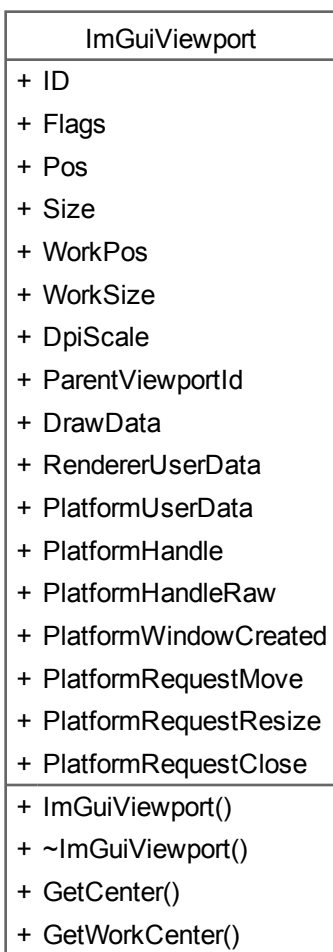 ImGuiViewport
+ ID
+ Flags
+ Pos
+ Size
+ WorkPos
+ WorkSize
+ DpiScale
+ ParentViewportId
+ DrawData
+ RendererUserData
+ PlatformUserData
+ PlatformHandle
+ PlatformHandleRaw
+ PlatformWindowCreated
+ PlatformRequestMove
+ PlatformRequestResize
+ PlatformRequestClose
+ ImGuiViewport()
+ ~ImGuiViewport()
+ GetCenter()
+ GetWorkCenter()